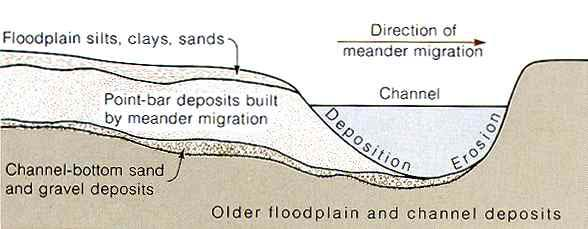 Floodplain silts, clays, sands
Direction of
meander migration
Channel
Point-bar deposits built
by meander migration
Deposition
Erosion
Channel-bottom sand
and gravel deposits
Older floodplain and channel deposits